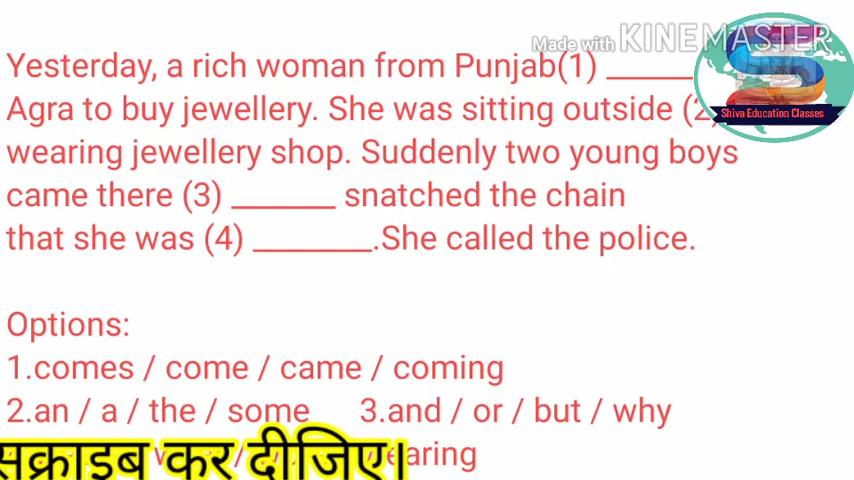 Made with KINEMASTER
Yesterday, a rich woman from Punjab(1) ______
Shiva Education Classes
Agra to buy jewellery. She was sitting outside (2)
wearing jewellery shop. Suddenly two young boys
came there (3) _______ snatched the chain
that she was (4) ________.She called the police.
Options:
1.comes / come / came / coming
2.an / a / the / some 3.and / or / but / why
सक्राइब कर दीजिए।